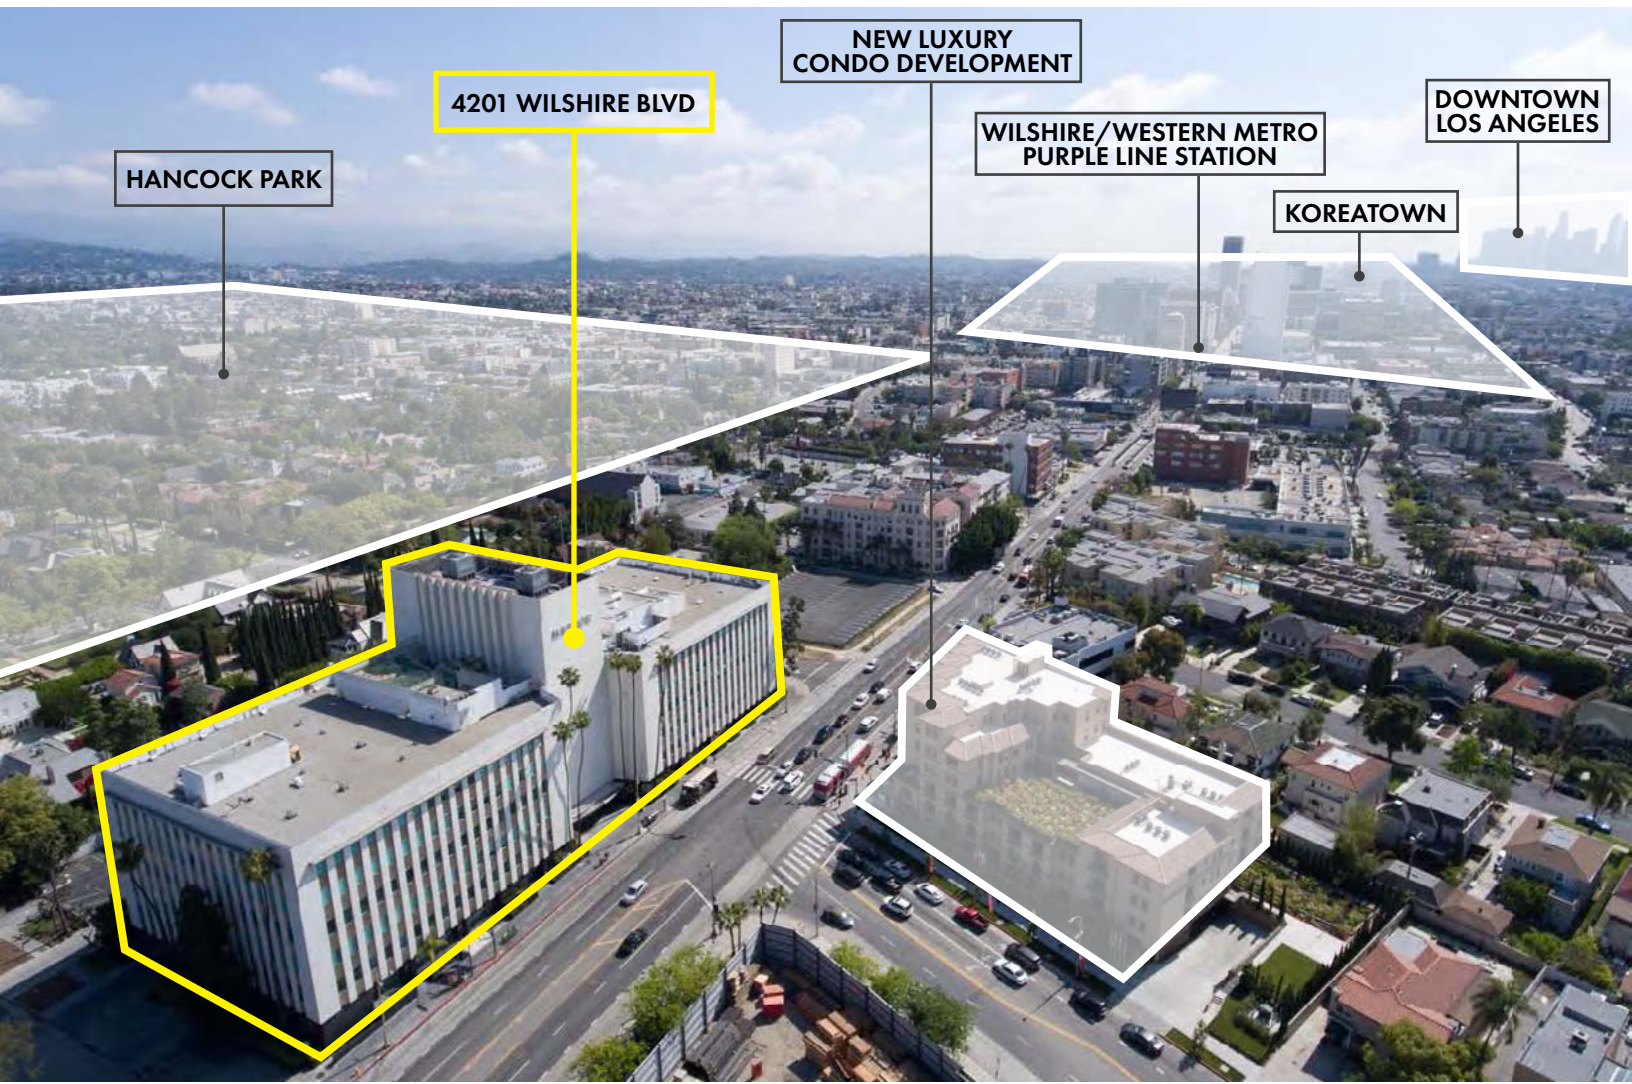 NEW LUXURY
CONDO DEVELOPMENT
4201 WILSHIRE BLVD
DOWNTOWN
LOS ANGELES
WILSHIRE/WESTERN METRO
PURPLE LINE STATION
HANCOCK PARK
KOREATOWN